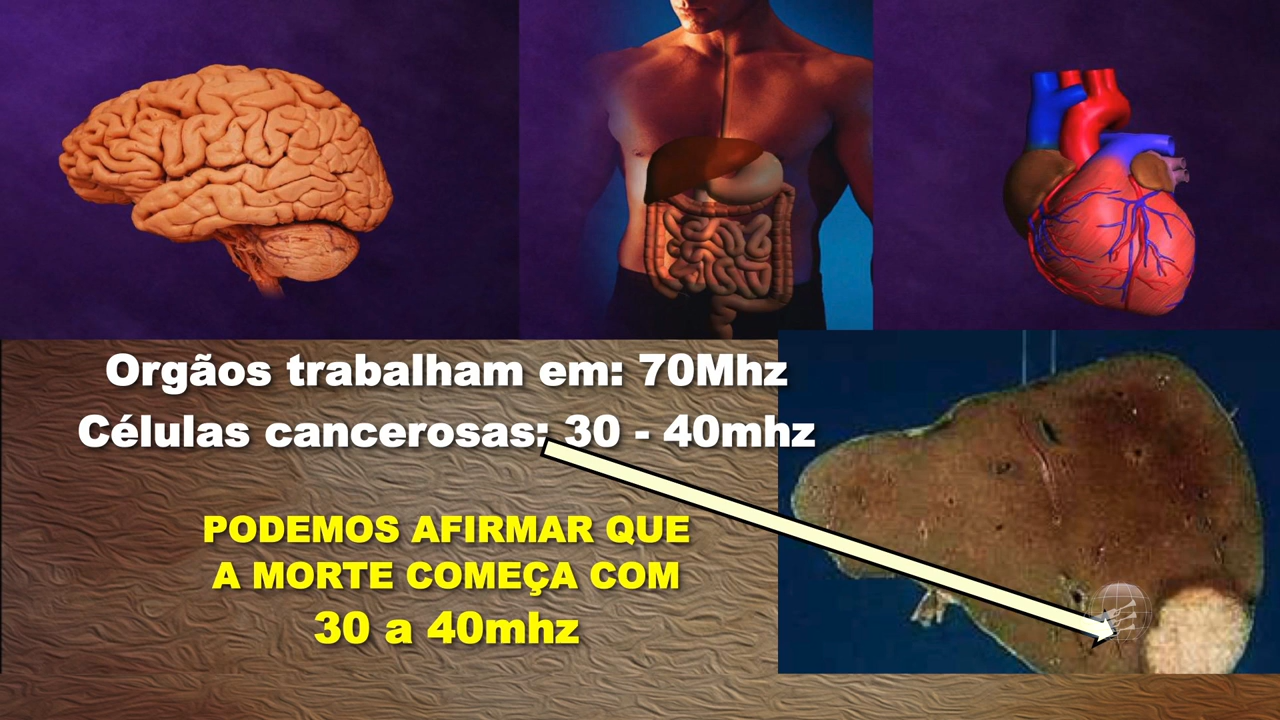 Orgãos trabalham em: 70Mhz
Células cancerosas: 30 - 40mhz
PODEMOS AFIRMAR QUE
A MORTE COMEÇA COM
30 a 40mhz